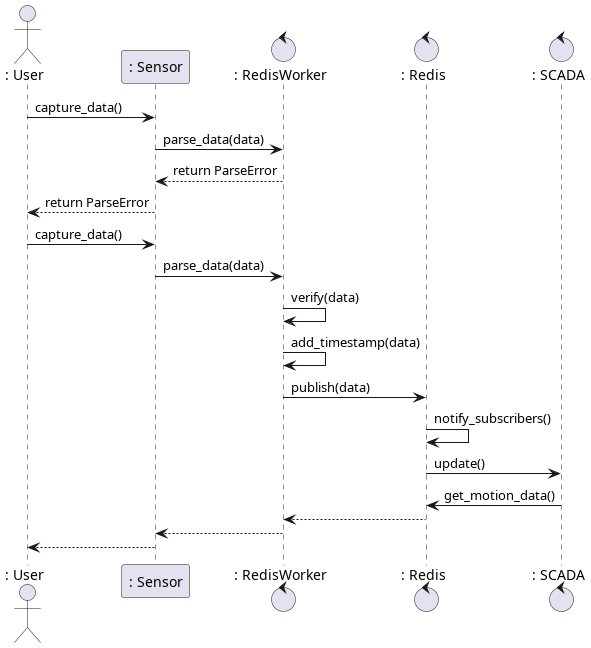 : User
: Sensor
: RedisWorker
: Redis
: SCADA
capture_data()
parse_data(data)
return ParseError
return ParseError
capture_data()
parse_data(data)
verify(data)
add_timestamp(data)
publish(data)
notify_subscribers()
update()
get_motion_data()
: User
: Sensor
: RedisWorker
: Redis
: SCADA